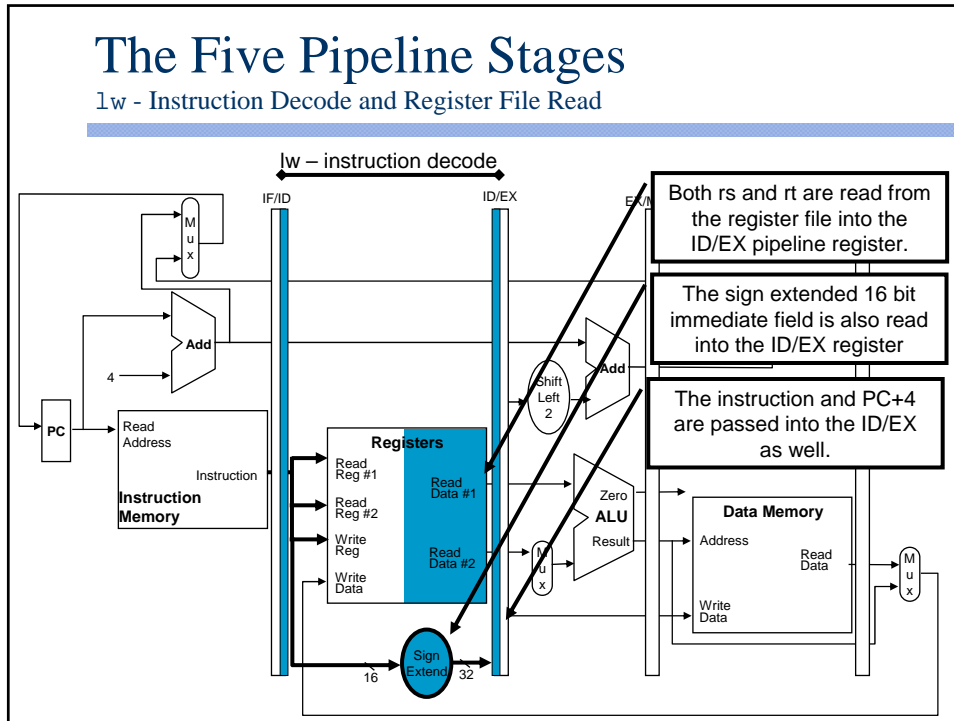 The Five Pipeline Stages
lw - Instruction Decode and Register File Read
lw – instruction decode
IF/ID
ID/EX
EX/M
Both rs and rt are read from
the register file into the
ID/EX pipeline register.
The sign extended 16 bit
immediate field is also read
into the ID/EX register
The instruction and PC+4
are passed into the ID/EX
as well.
M
u
x
Add
4
PC
Read
Address
Instruction
Instruction
Memory
Registers
Read
Reg #1
Read
Reg #2
Write
Reg
Write
Data
Read
Data #1
Read
Data #2
Sign
Extend
16
32
Shift
Left
2
Add
M
u
x
Zero
ALU
Result
Data Memory
Address
Read
Data
Write
Data
M
u
x